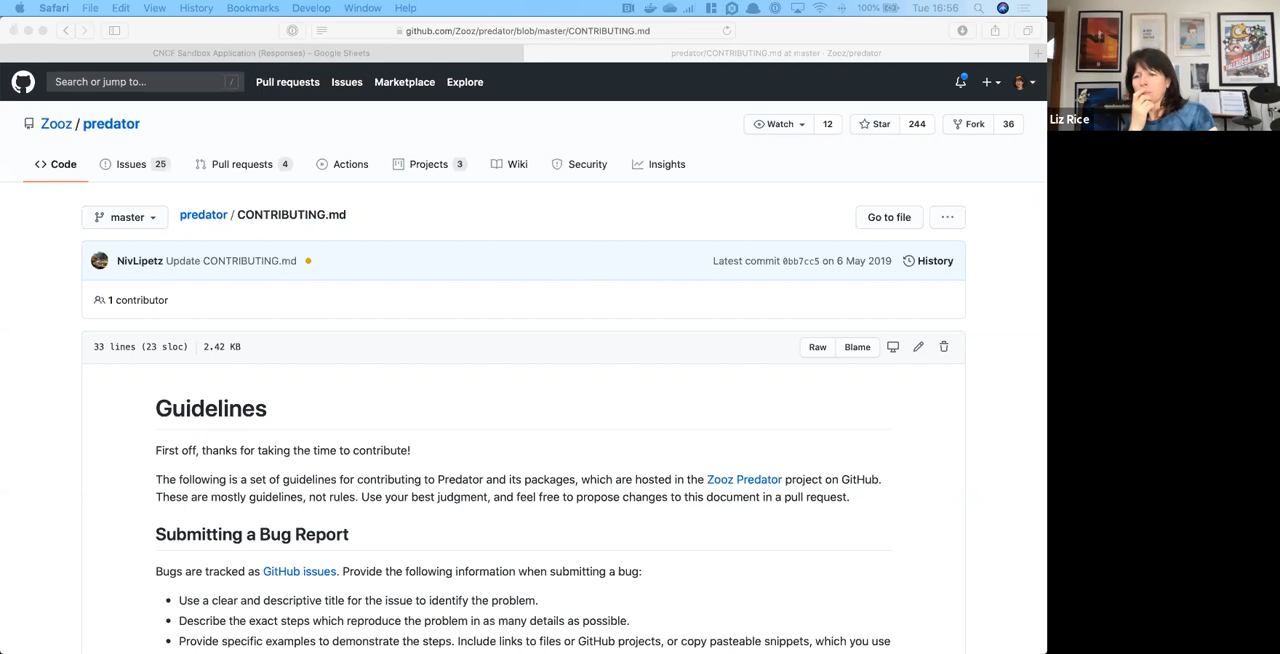 Safari File Edit View History Bookmarks Develop Window Help 100% Tue 16:56
github.com/Zooz/predator/blob/master/CONTRIBUTING.md
CNCF Sandbox Application (Responses) - Google Sheets
predator/CONTRIBUTING.md at master · Zooz/predator
Search or jump to... / Pull requests Issues Marketplace Explore
Zooz / predator
Watch 12 Star 244 Fork 36
Code Issues 25 Pull requests 4 Actions Projects 3 Wiki Security Insights
master predator / CONTRIBUTING.md Go to file ...
NivLipetz Update CONTRIBUTING.md Latest commit 0bb7cc5 on 6 May 2019 History
1 contributor
33 lines (23 sloc) 2.42 KB Raw Blame
Guidelines
First off, thanks for taking the time to contribute!
The following is a set of guidelines for contributing to Predator and its packages, which are hosted in the Zooz Predator project on GitHub.
These are mostly guidelines, not rules. Use your best judgment, and feel free to propose changes to this document in a pull request.
Submitting a Bug Report
Bugs are tracked as GitHub issues. Provide the following information when submitting a bug:
• Use a clear and descriptive title for the issue to identify the problem.
• Describe the exact steps which reproduce the problem in as many details as possible.
• Provide specific examples to demonstrate the steps. Include links to files or GitHub projects, or copy pasteable snippets, which you use
Liz Rice